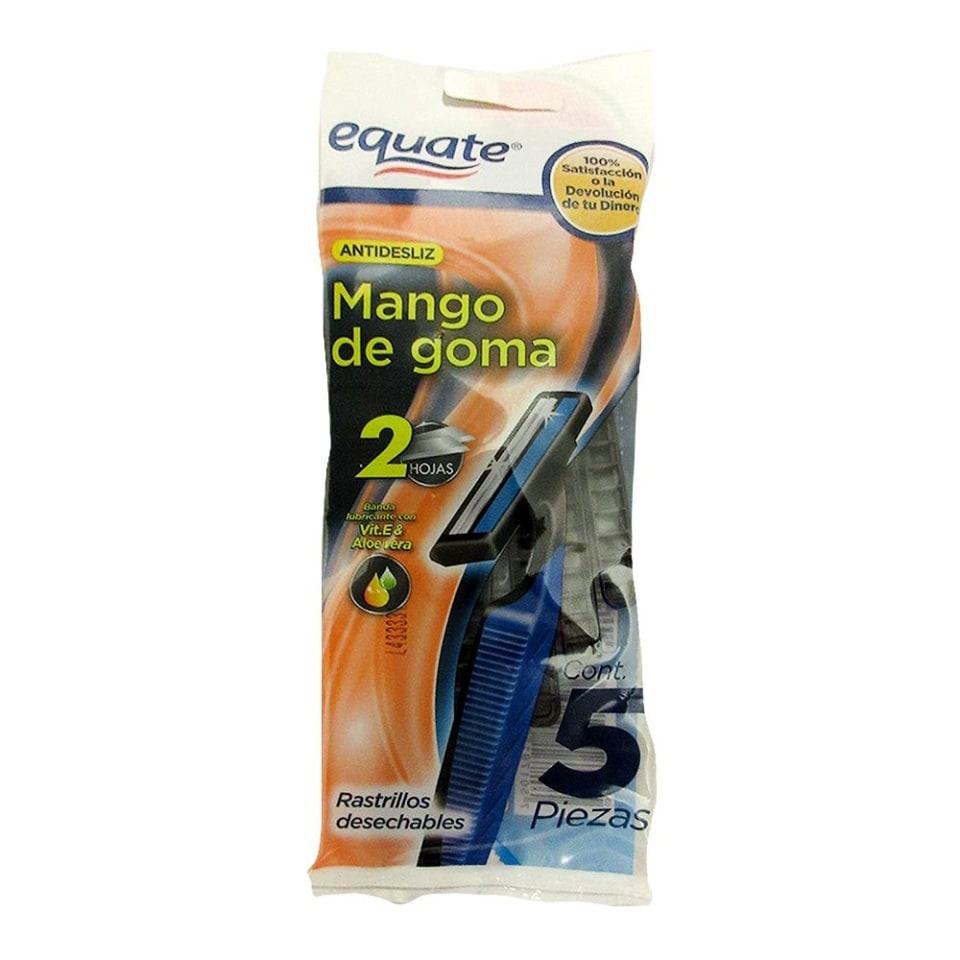 equate®
100%
Satisfacción
o la
Devolución
de tu Dinero
ANTIDESLIZ
Mango
de goma
2
HOJAS
Banda
lubricante con
Vit.E &
Aloe vera
L43333
Cont.
5
Piezas
Rastrillos
desechables